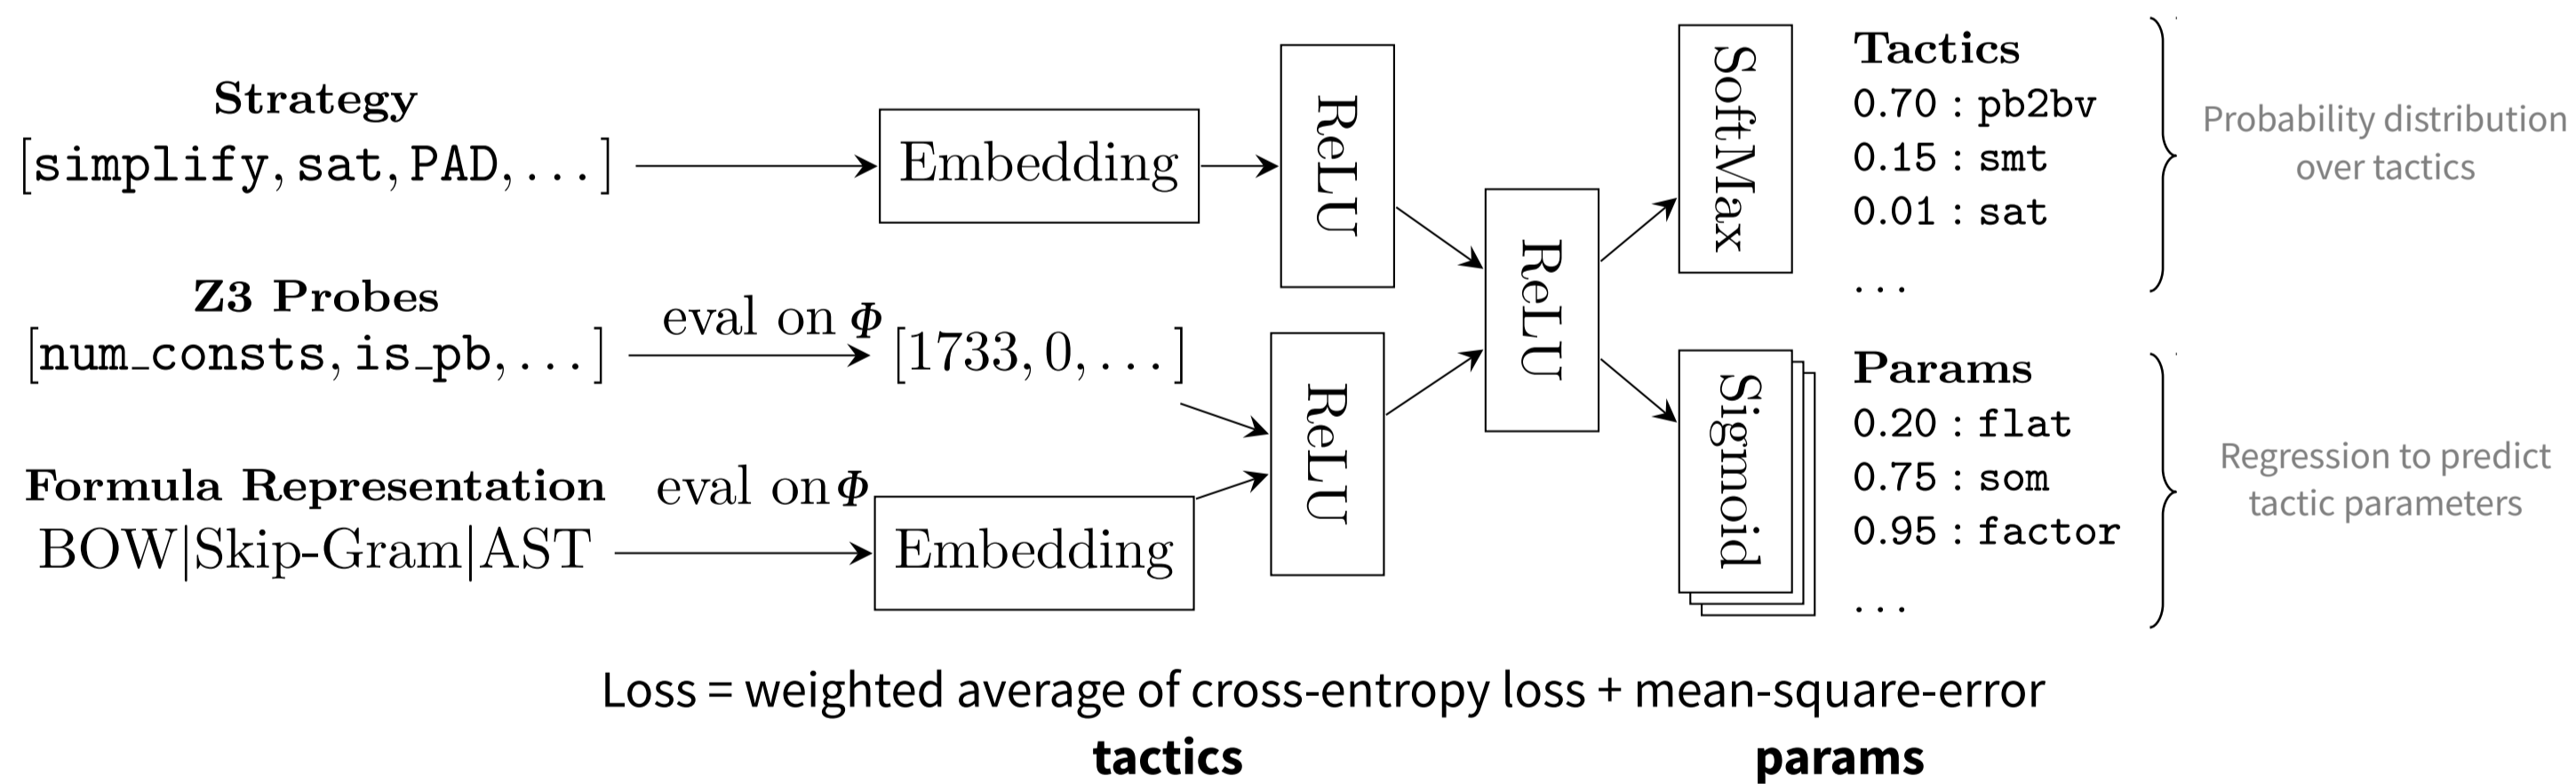 Strategy
[simplify, sat, PAD, ...]
Embedding
ReLU
Z3 Probes
[num_consts, is_pb, ...]
eval on Φ
[1733, 0, ...]
Formula Representation
BOW|Skip-Gram|AST
eval on Φ
Embedding
ReLU
ReLU
SoftMax
Tactics
0.70 : pb2bv
0.15 : smt
0.01 : sat
...
Probability distribution
over tactics
Sigmoid
Params
0.20 : flat
0.75 : som
0.95 : factor
...
Regression to predict
tactic parameters
Loss = weighted average of cross-entropy loss + mean-square-error
tactics params